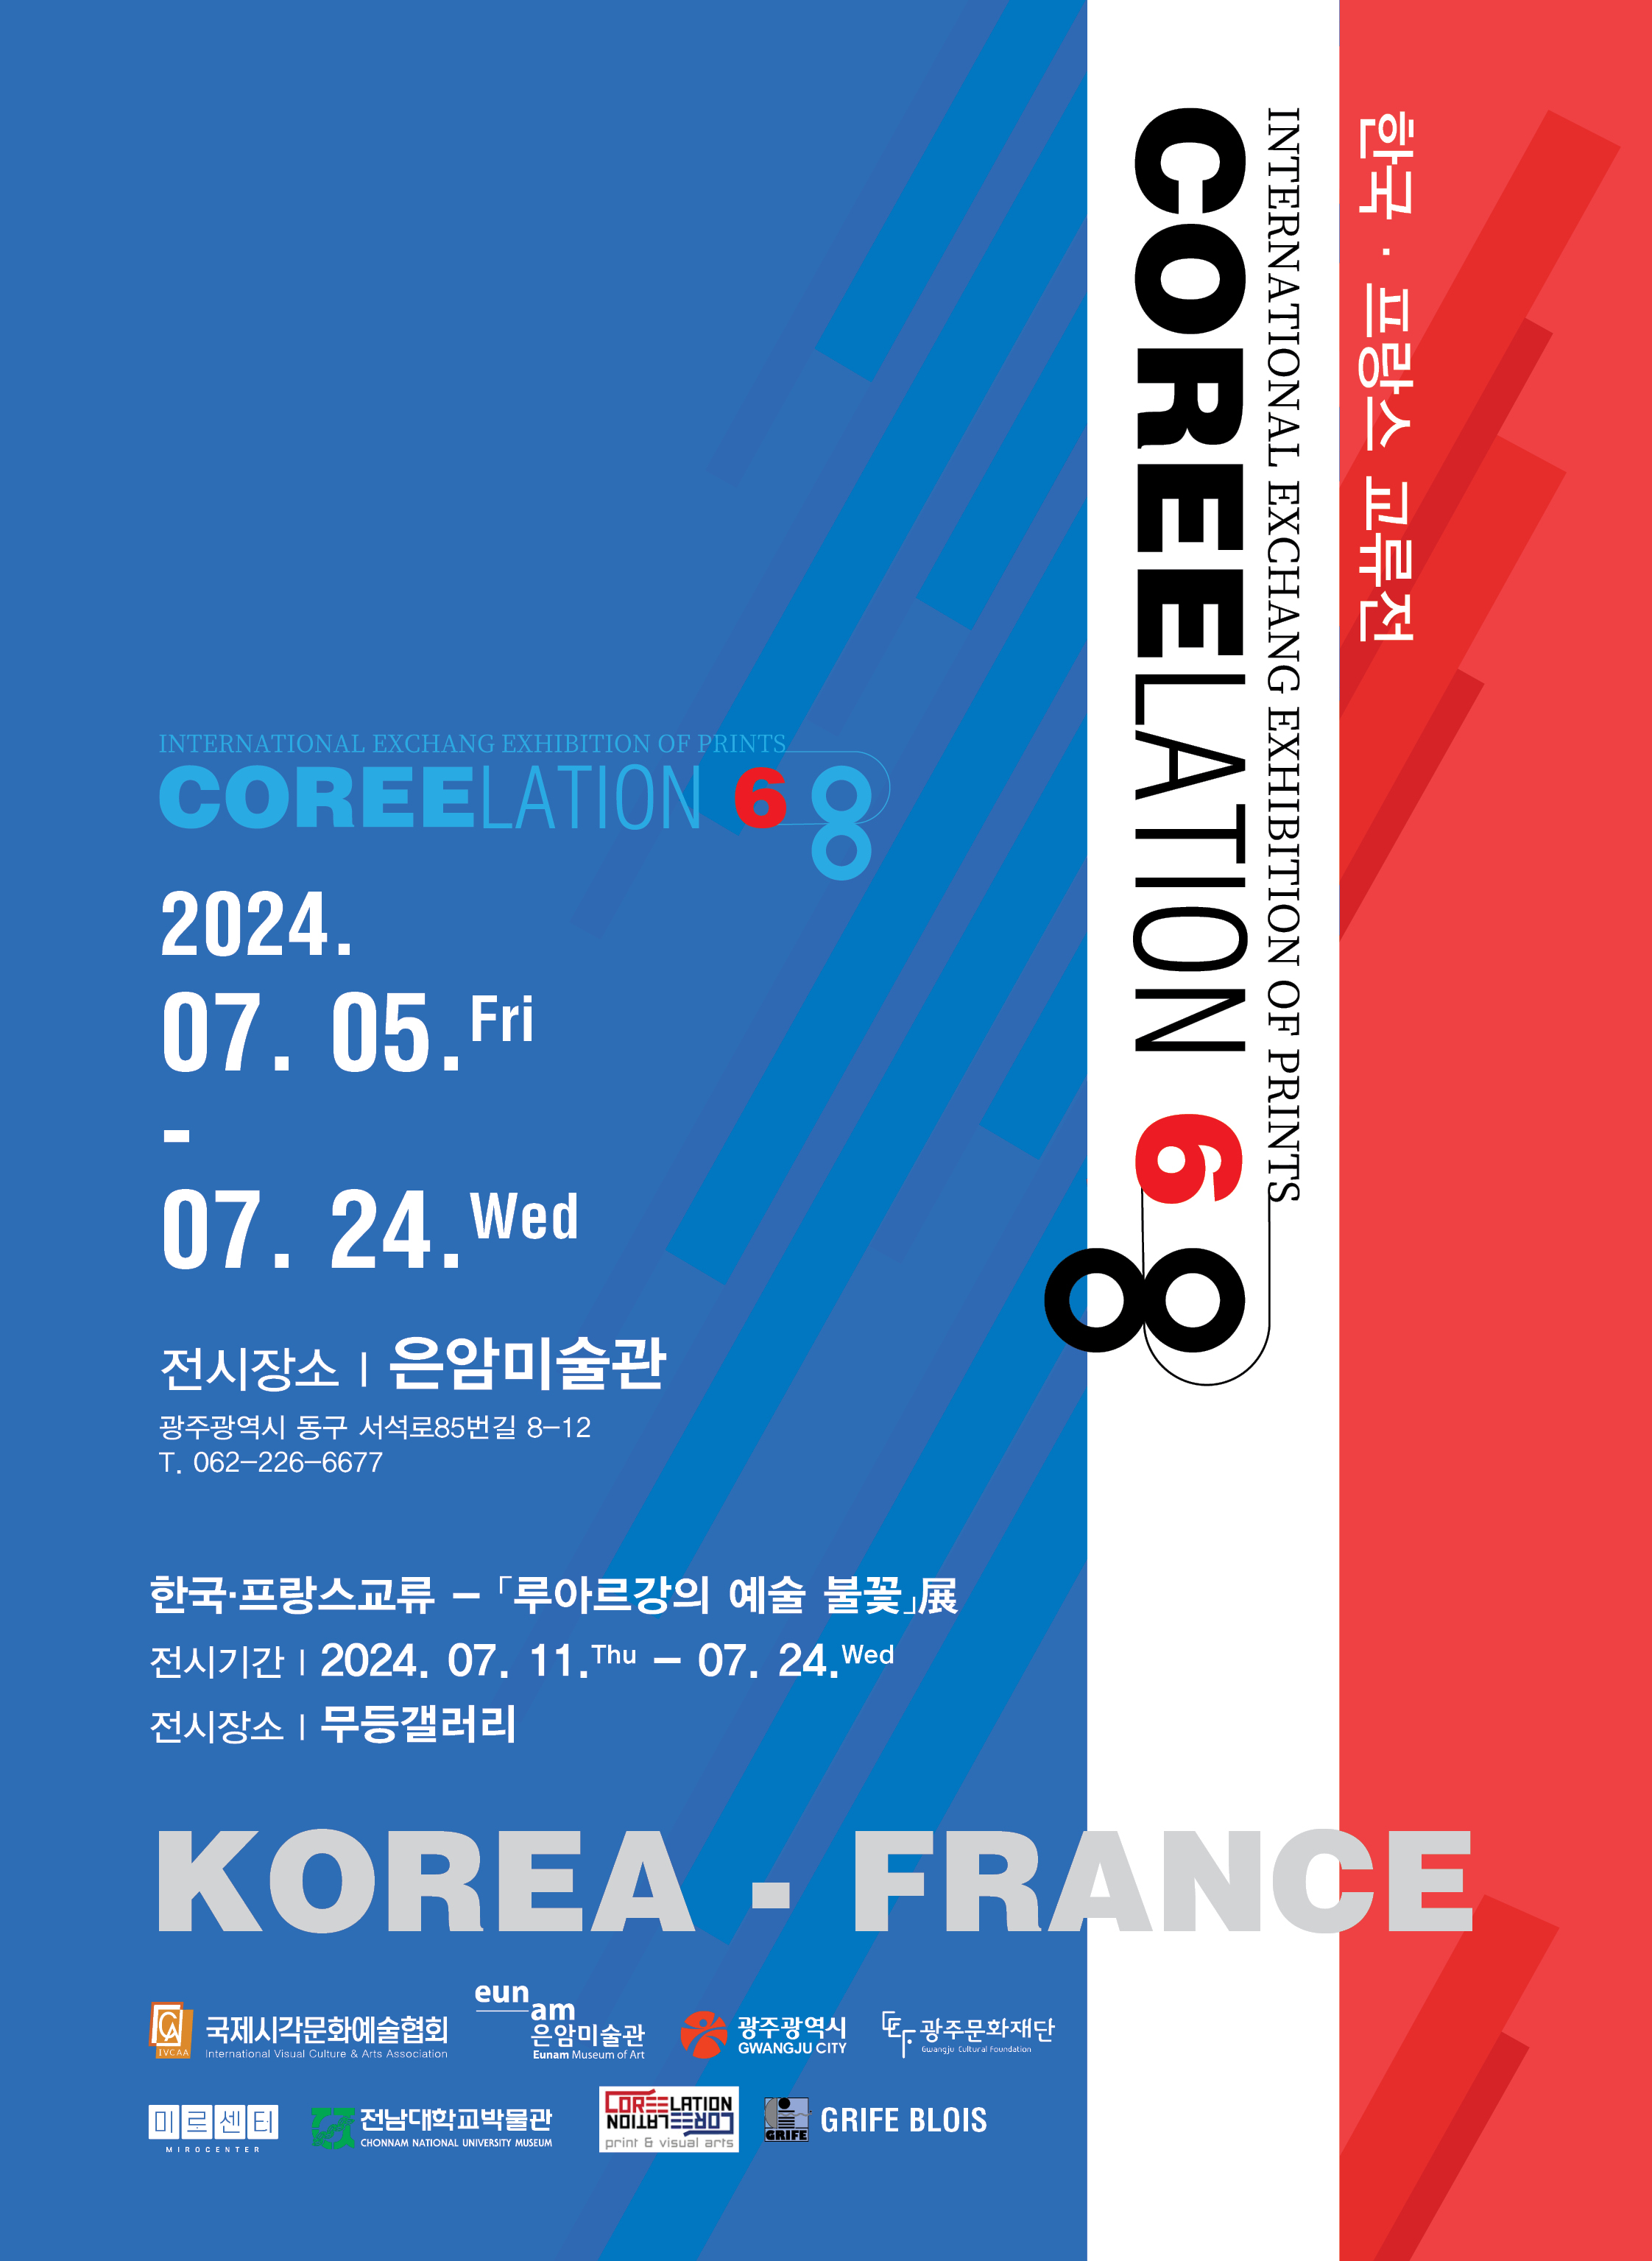 한국 · 프랑스 교류전
INTERNATIONAL EXCHANG EXHIBITION OF PRINTS
COREELATION 6 8
INTERNATIONAL EXCHANG EXHIBITION OF PRINTS
COREELATION 6 8
2024.
07. 05. Fri
-
07. 24. Wed
전시장소 | 은암미술관
광주광역시 동구 서석로85번길 8-12
T. 062-226-6677
한국·프랑스교류 - 「루아르강의 예술 불꽃」展
전시기간 | 2024. 07. 11. Thu - 07. 24. Wed
전시장소 | 무등갤러리
KOREA - FRANCE
IVCAA
국제시각문화예술협회
International Visual Culture & Arts Association
eunam
은암미술관
Eunam Museum of Art
광주광역시
GWANGJU CITY
광주문화재단
Gwangju Cultural Foundation
미로센터
MIROCENTER
전남대학교박물관
CHONNAM NATIONAL UNIVERSITY MUSEUM
CORÉELATION
CORÉELATION
print & visual arts
GRIFE
GRIFE BLOIS